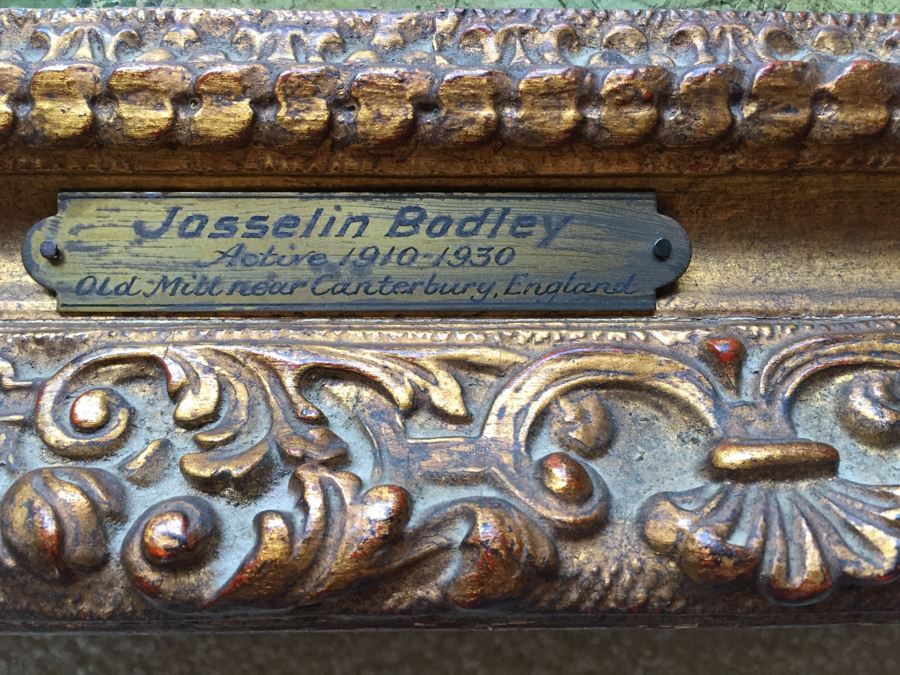 Josselin Bodley
Active 1910-1930
Old Mill near Canterbury, England